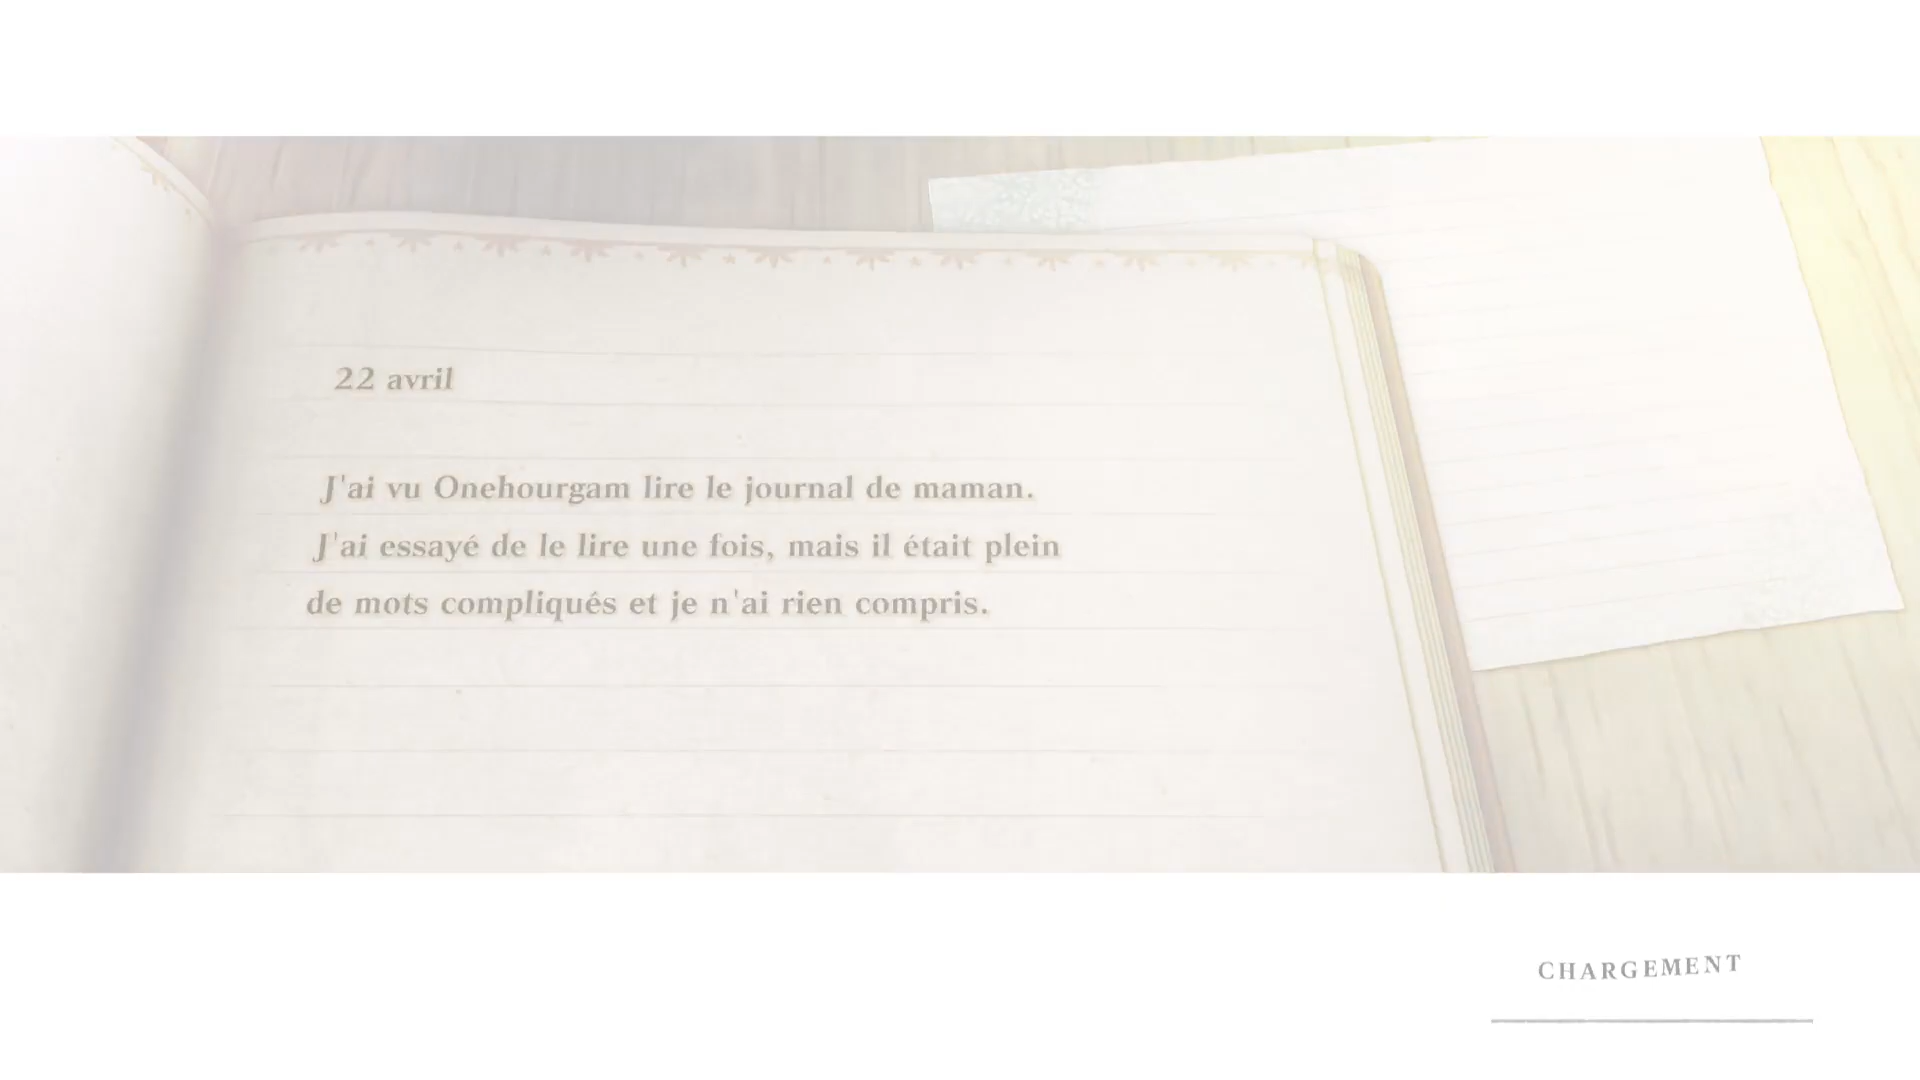 22 avril
J'ai vu Onehourgam lire le journal de maman.
J'ai essayé de le lire une fois, mais il était plein
de mots compliqués et je n'ai rien compris.
CHARGEMENT